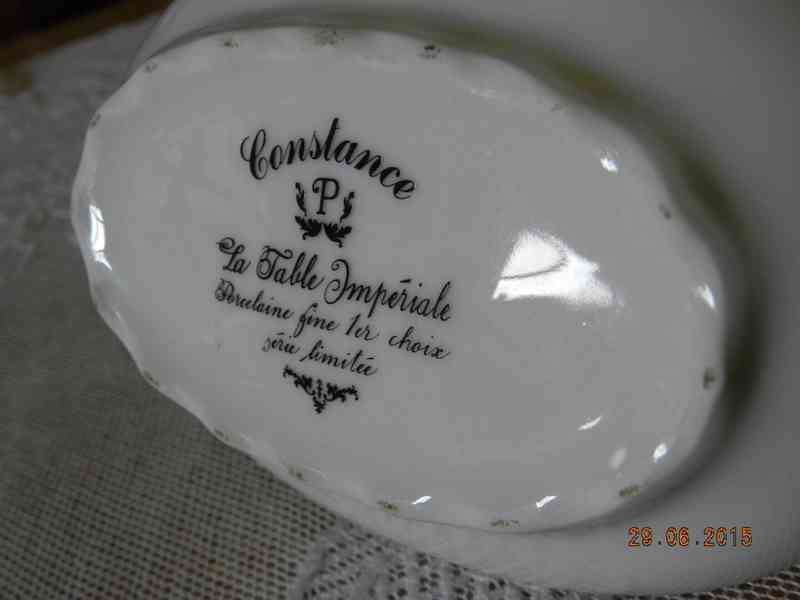 Constance
P
La Table Impériale
Porcelaine fine 1er choix
série limitée
29.06.2015